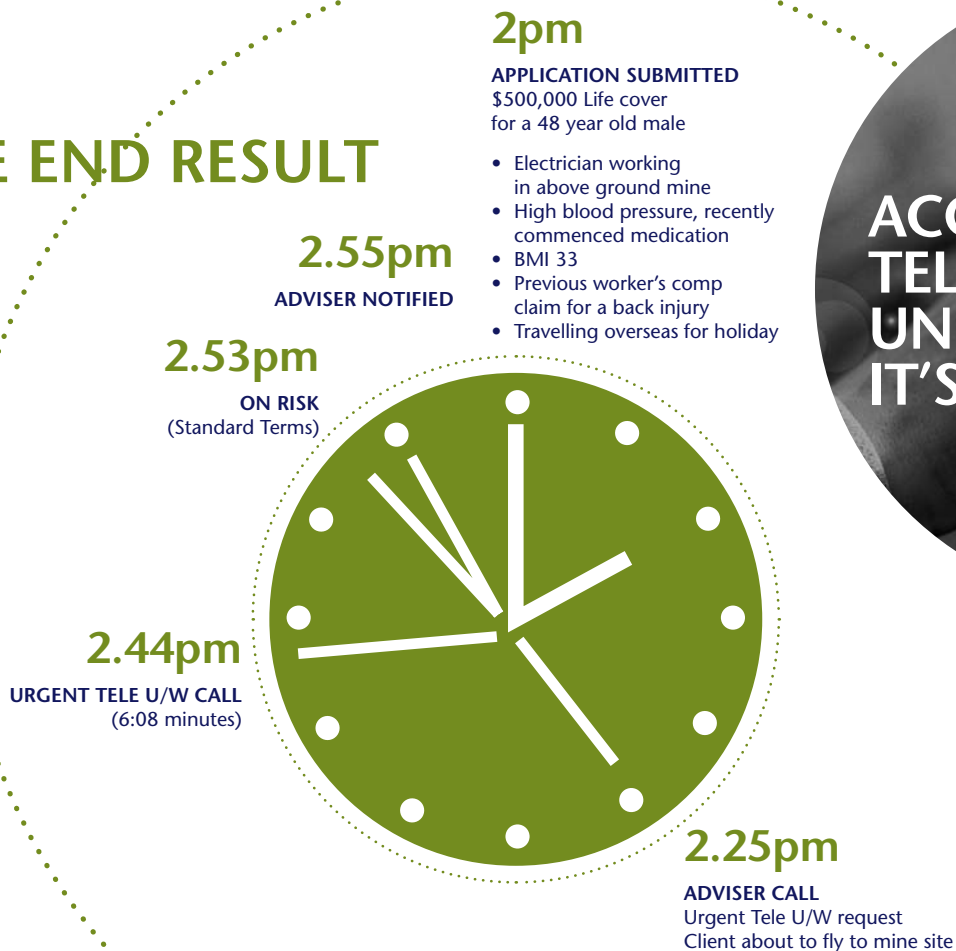 END RESULT
2pm
APPLICATION SUBMITTED
$500,000 Life cover
for a 48 year old male
• Electrician working
in above ground mine
• High blood pressure, recently
commenced medication
• BMI 33
• Previous worker’s comp
claim for a back injury
• Travelling overseas for holiday
2.25pm
ADVISER CALL
Urgent Tele U/W request
Client about to fly to mine site
2.44pm
URGENT TELE U/W CALL
(6:08 minutes)
2.53pm
ON RISK
(Standard Terms)
2.55pm
ADVISER NOTIFIED
IT’S